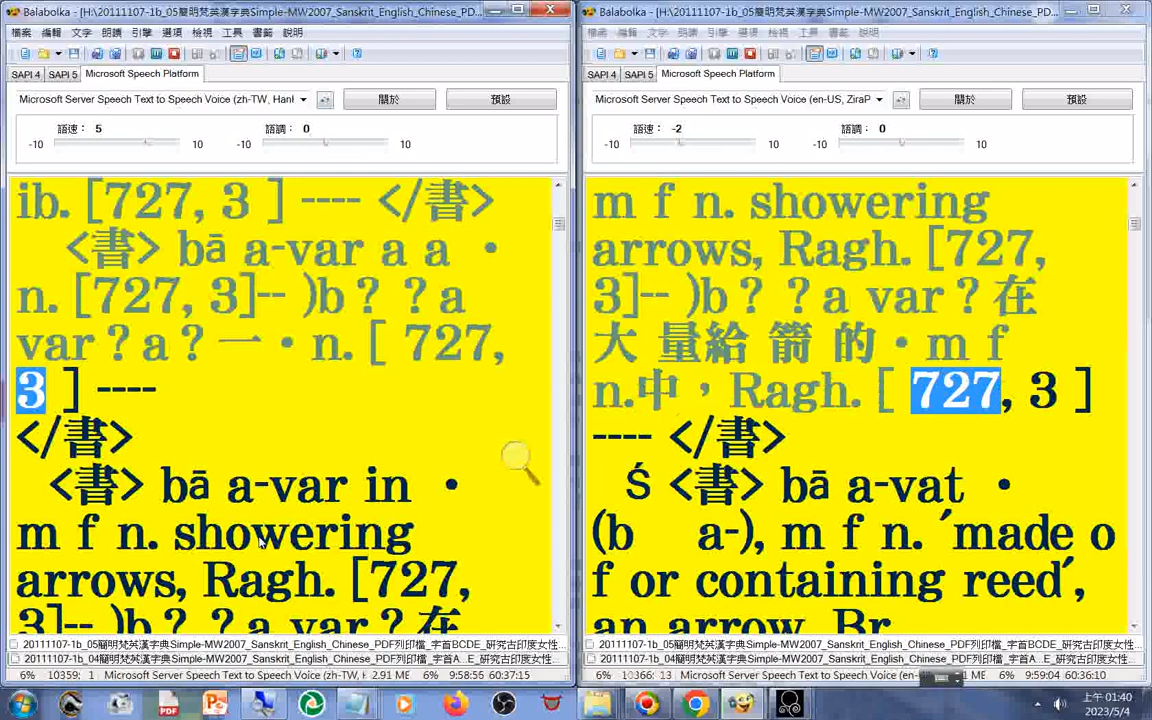 Balabolka - [H:\20111107-1b_05簡明梵英漢字典Simple-MW2007_Sanskrit_English_Chinese_PD...
檔案 編輯 文字 朗讀 引擎 選項 檢視 工具 書籤 說明
SAPI 4 SAPI 5 Microsoft Speech Platform
Microsoft Server Speech Text to Speech Voice (zh-TW, Hanl
關於 預設
語速： 5 語調： 0
-10 10 -10 10
ib. [727, 3 ] ---- </書>
<書> bā a-var a a •
n. [727, 3]-- )b？ ？a
var？a？一•n. [ 727,
3 ] ----
</書>
<書> bā a-var in •
m f n. showering
arrows, Ragh. [727,
3]-- )b？ ？a var？在
20111107-1b_05簡明梵英漢字典Simple-MW2007_Sanskrit_English_Chinese_PDF列印檔_字首BCDE_研究古印度女性...
20111107-1b_04簡明梵英漢字典Simple-MW2007_Sanskrit_English_Chinese_PDF列印檔_字首A...E_研究古印度女性...
6% 10359: 1 Microsoft Server Speech Text to Speech Voice (zh-TW, H 2.91 ME 6% 9:58:55 60:37:15
Balabolka - [H:\20111107-1b_05簡明梵英漢字典Simple-MW2007_Sanskrit_English_Chinese_PD...
檔案 編輯 文字 朗讀 引擎 選項 檢視 工具 書籤 說明
SAPI 4 SAPI 5 Microsoft Speech Platform
Microsoft Server Speech Text to Speech Voice (en-US, ZiraP
關於 預設
語速： -2 語調： 0
-10 10 -10 10
m f n. showering
arrows, Ragh. [727,
3]-- )b？ ？a var？在
大 量給 箭 的•m f
n.中，Ragh. [ 727, 3 ]
---- </書>
Ś <書> bā a-vat •
(b a-), m f n. ′made o
f or containing reed′,
an arrow, Br
20111107-1b_05簡明梵英漢字典Simple-MW2007_Sanskrit_English_Chinese_PDF列印檔_字首BCDE_研究古印度女性...
20111107-1b_04簡明梵英漢字典Simple-MW2007_Sanskrit_English_Chinese_PDF列印檔_字首A...E_研究古印度女性...
6% 10366: 13 Microsoft Server Speech Text to Speech Voice (en-US ME 6% 9:59:04 60:36:10
上午 01:40
2023/5/4